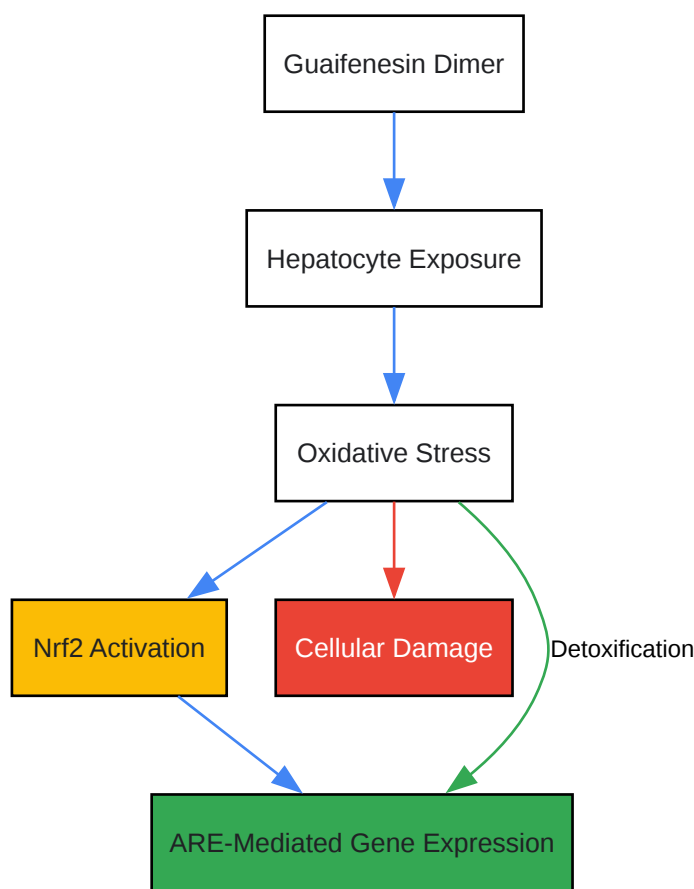 Guaifenesin Dimer
Hepatocyte Exposure
Oxidative Stress
Nrf2 Activation
Cellular Damage
Detoxification
ARE-Mediated Gene Expression